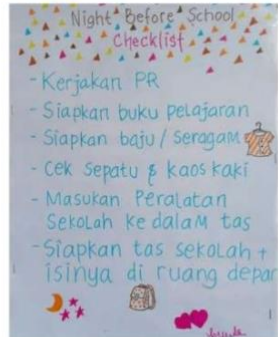 Night Before School
Checklist
- Kerjakan PR
- Siapkan buku pelajaran
- Siapkan baju / seragam
- Cek sepatu & kaos kaki
- Masukan Peralatan
Sekolah ke dalam tas
- Siapkan tas sekolah +
isinya di ruang depan